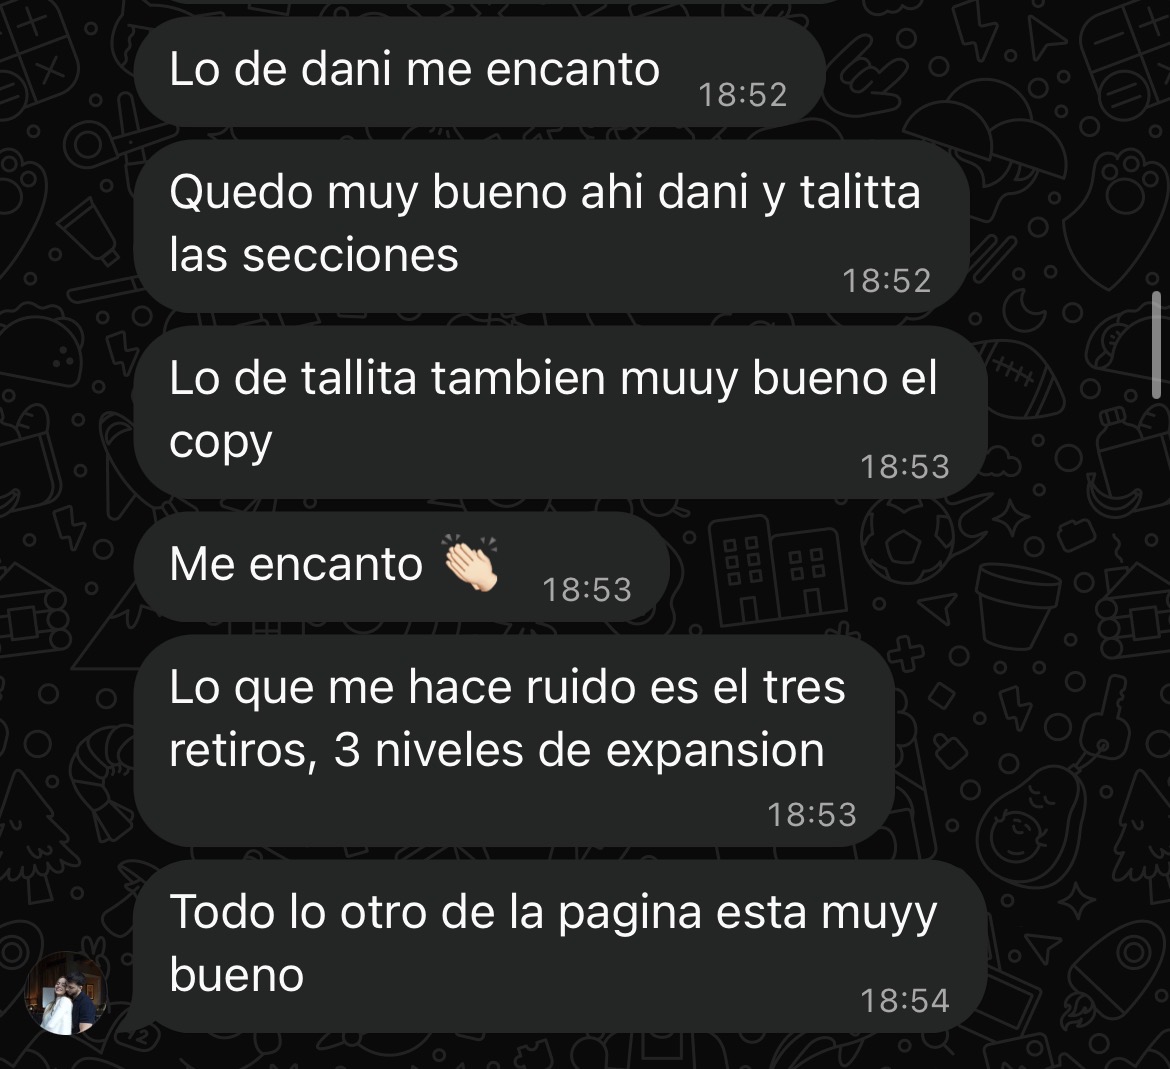 Lo de dani me encanto
18:52
Quedo muy bueno ahi dani y talitta
las secciones
18:52
Lo de tallita tambien muuy bueno el
copy
18:53
Me encanto 👏🏻
18:53
Lo que me hace ruido es el tres
retiros, 3 niveles de expansion
18:53
Todo lo otro de la pagina esta muyy
bueno
18:54